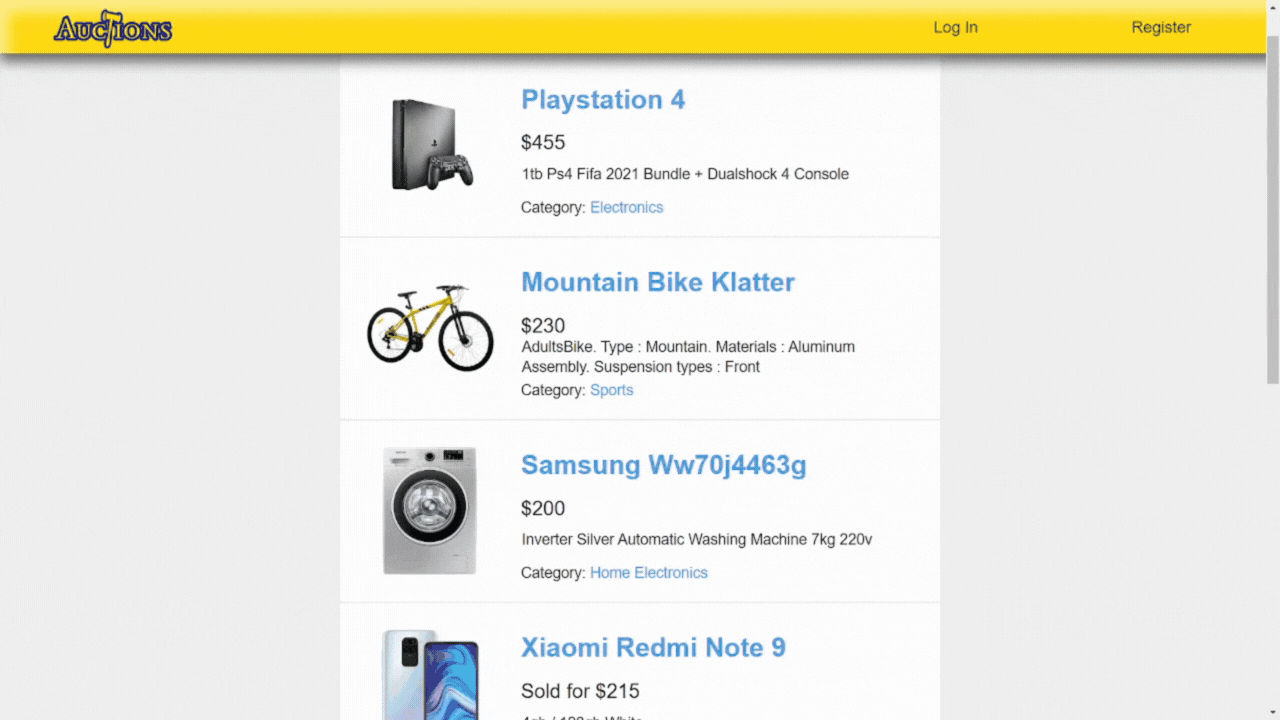 Auctions
Log In
Register
Playstation 4
$455
1tb Ps4 Fifa 2021 Bundle + Dualshock 4 Console
Category: Electronics
Mountain Bike Klatter
$230
AdultsBike. Type : Mountain. Materials : Aluminum
Assembly. Suspension types : Front
Category: Sports
Samsung Ww70j4463g
$200
Inverter Silver Automatic Washing Machine 7kg 220v
Category: Home Electronics
Xiaomi Redmi Note 9
Sold for $215